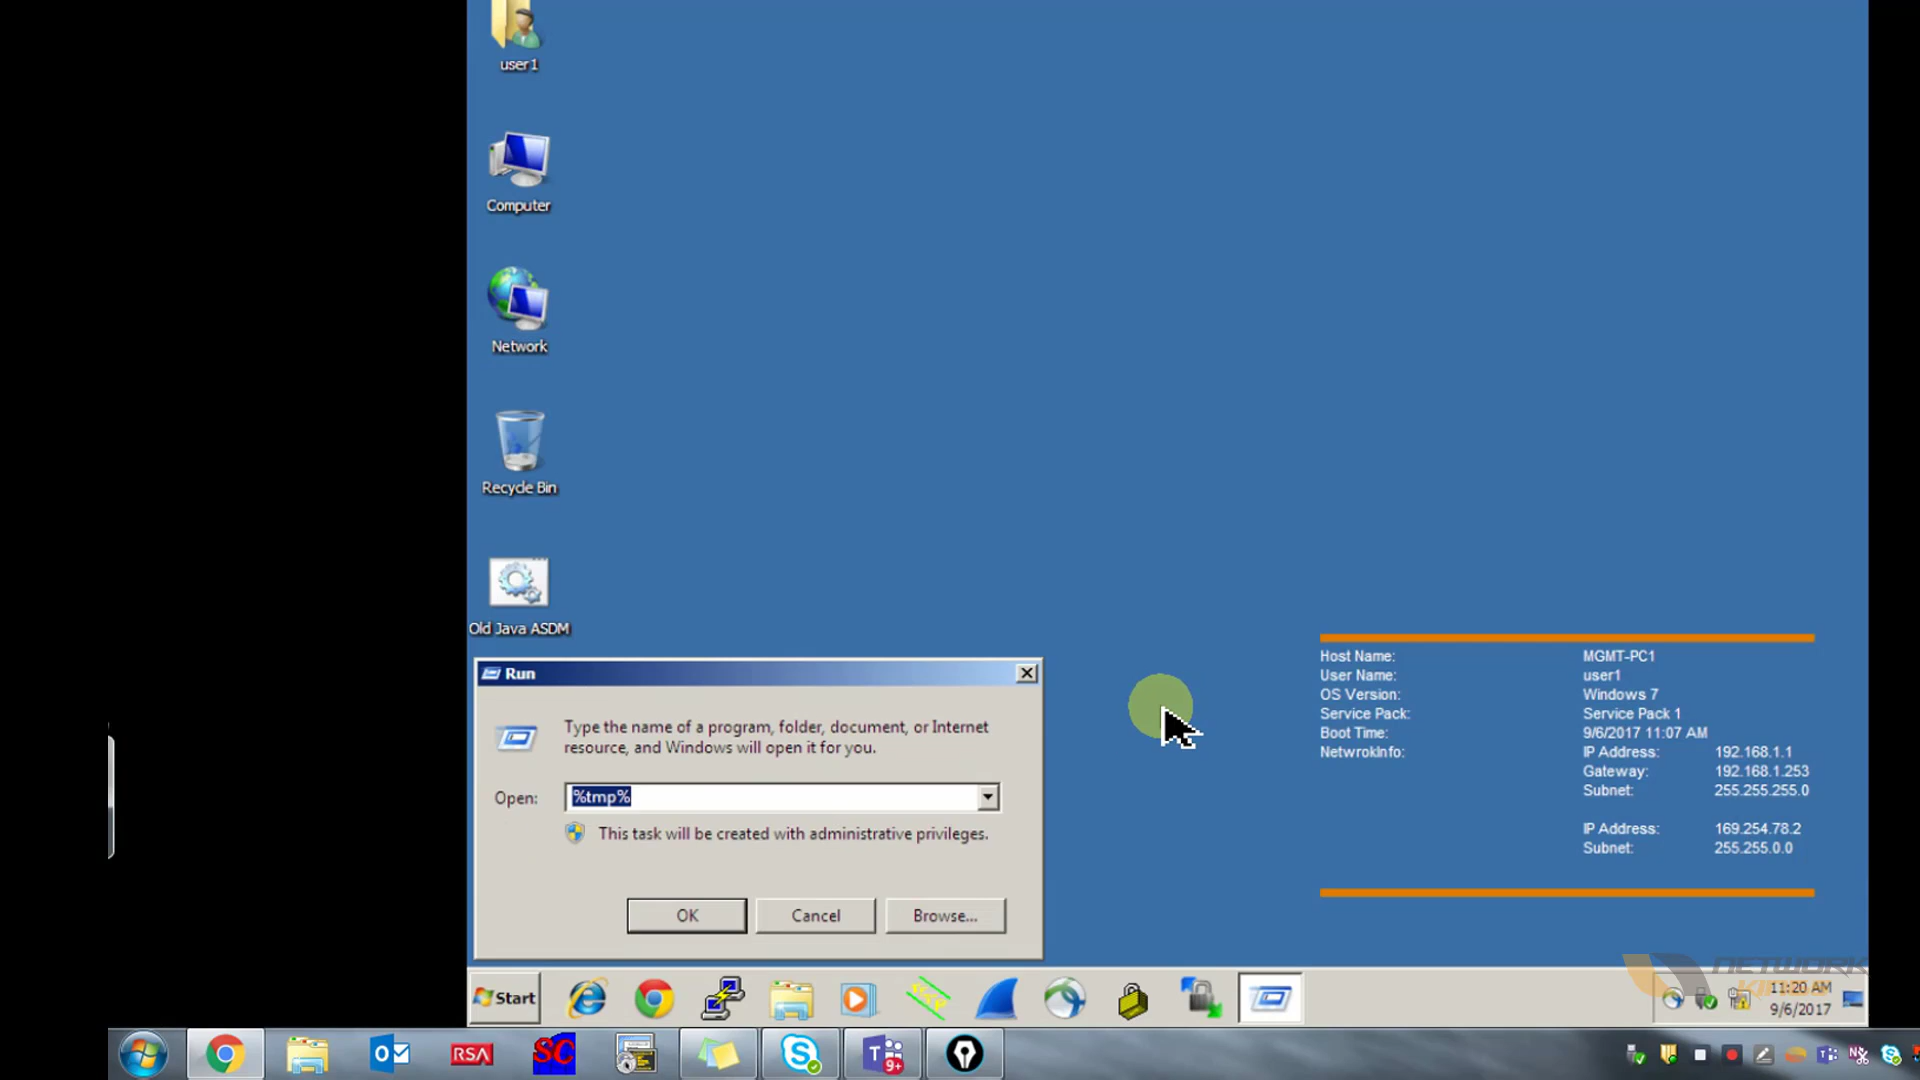 user1
Computer
Network
Recycle Bin
Old Java ASDM
Run
Type the name of a program, folder, document, or Internet
resource, and Windows will open it for you.
Open: %tmp%
This task will be created with administrative privileges.
OK Cancel Browse...
Host Name: MGMT-PC1
User Name: user1
OS Version: Windows 7
Service Pack: Service Pack 1
Boot Time: 9/6/2017 11:07 AM
NetwrokInfo: IP Address: 192.168.1.1
Gateway: 192.168.1.253
Subnet: 255.255.255.0
IP Address: 169.254.78.2
Subnet: 255.255.0.0
NETWORK
Start
11:20 AM
9/6/2017
RSA
SC
9+